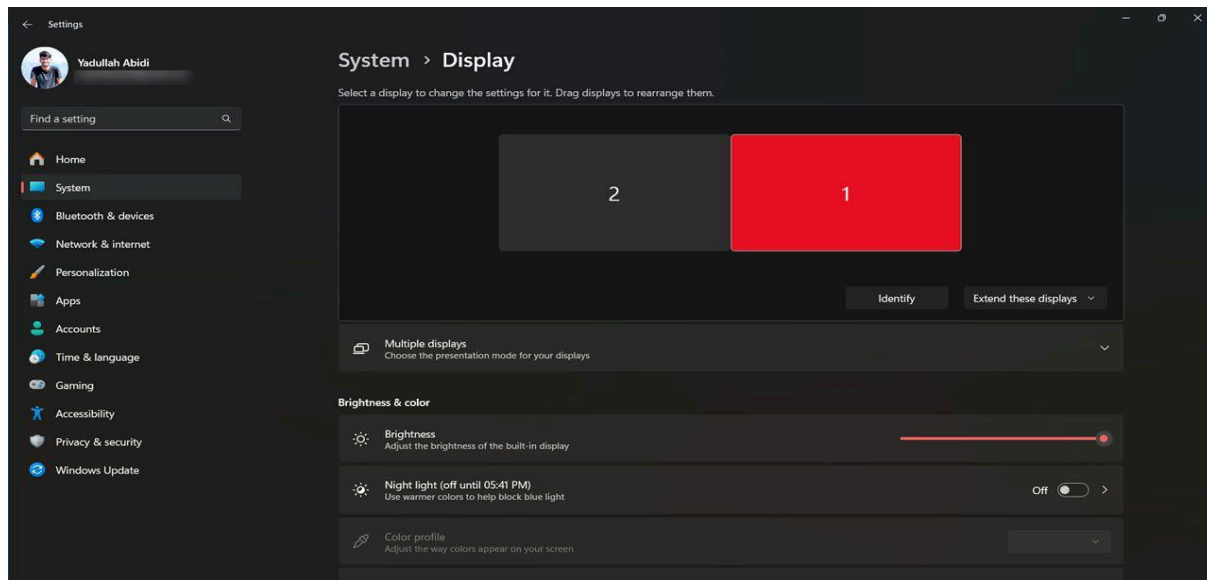 Settings
Yadullah Abidi
Find a setting
Home
System
Bluetooth & devices
Network & internet
Personalization
Apps
Accounts
Time & language
Gaming
Accessibility
Privacy & security
Windows Update
System > Display
Select a display to change the settings for it. Drag displays to rearrange them.
2 1
Identify Extend these displays
Multiple displays
Choose the presentation mode for your displays
Brightness & color
Brightness
Adjust the brightness of the built-in display
Night light (off until 05:41 PM)
Use warmer colors to help block blue light
Off
Color profile
Adjust the way colors appear on your screen